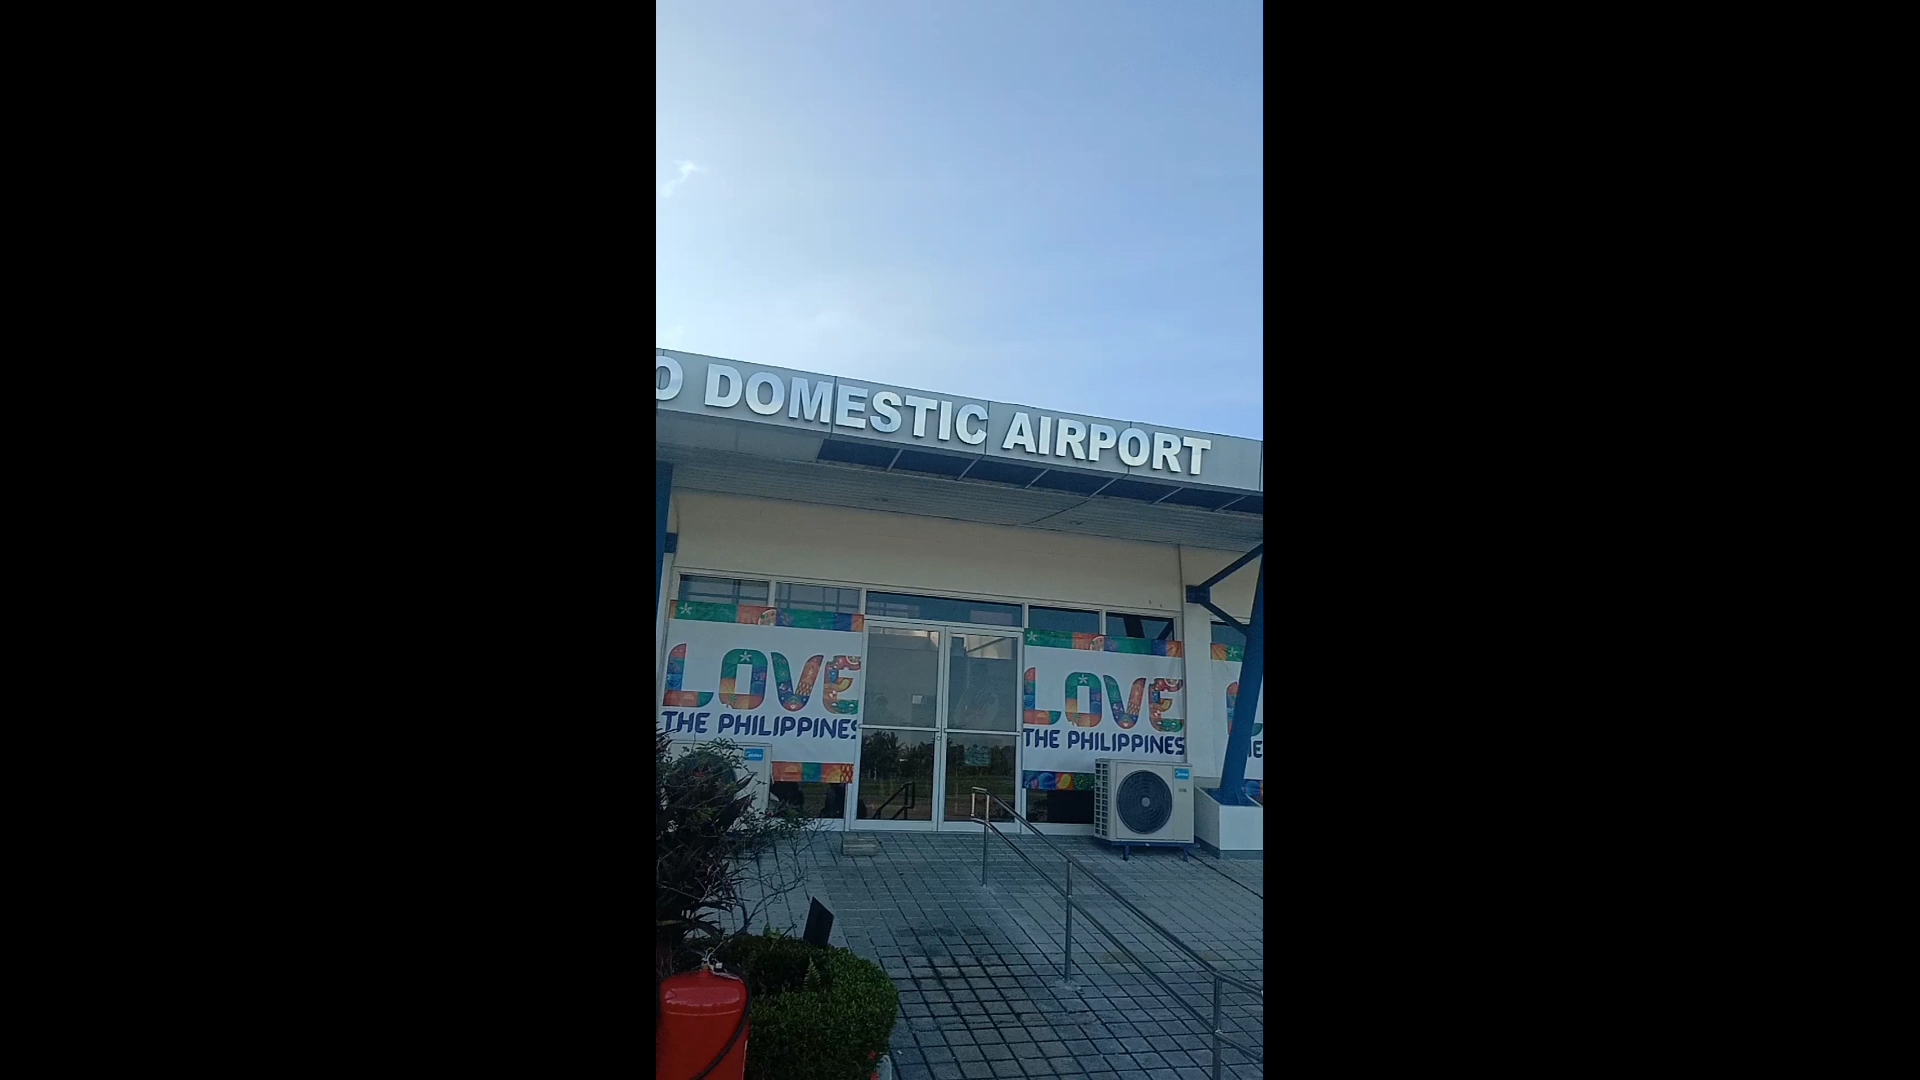 O DOMESTIC AIRPORT
LOVE
THE PHILIPPINES
LOVE
THE PHILIPPINES